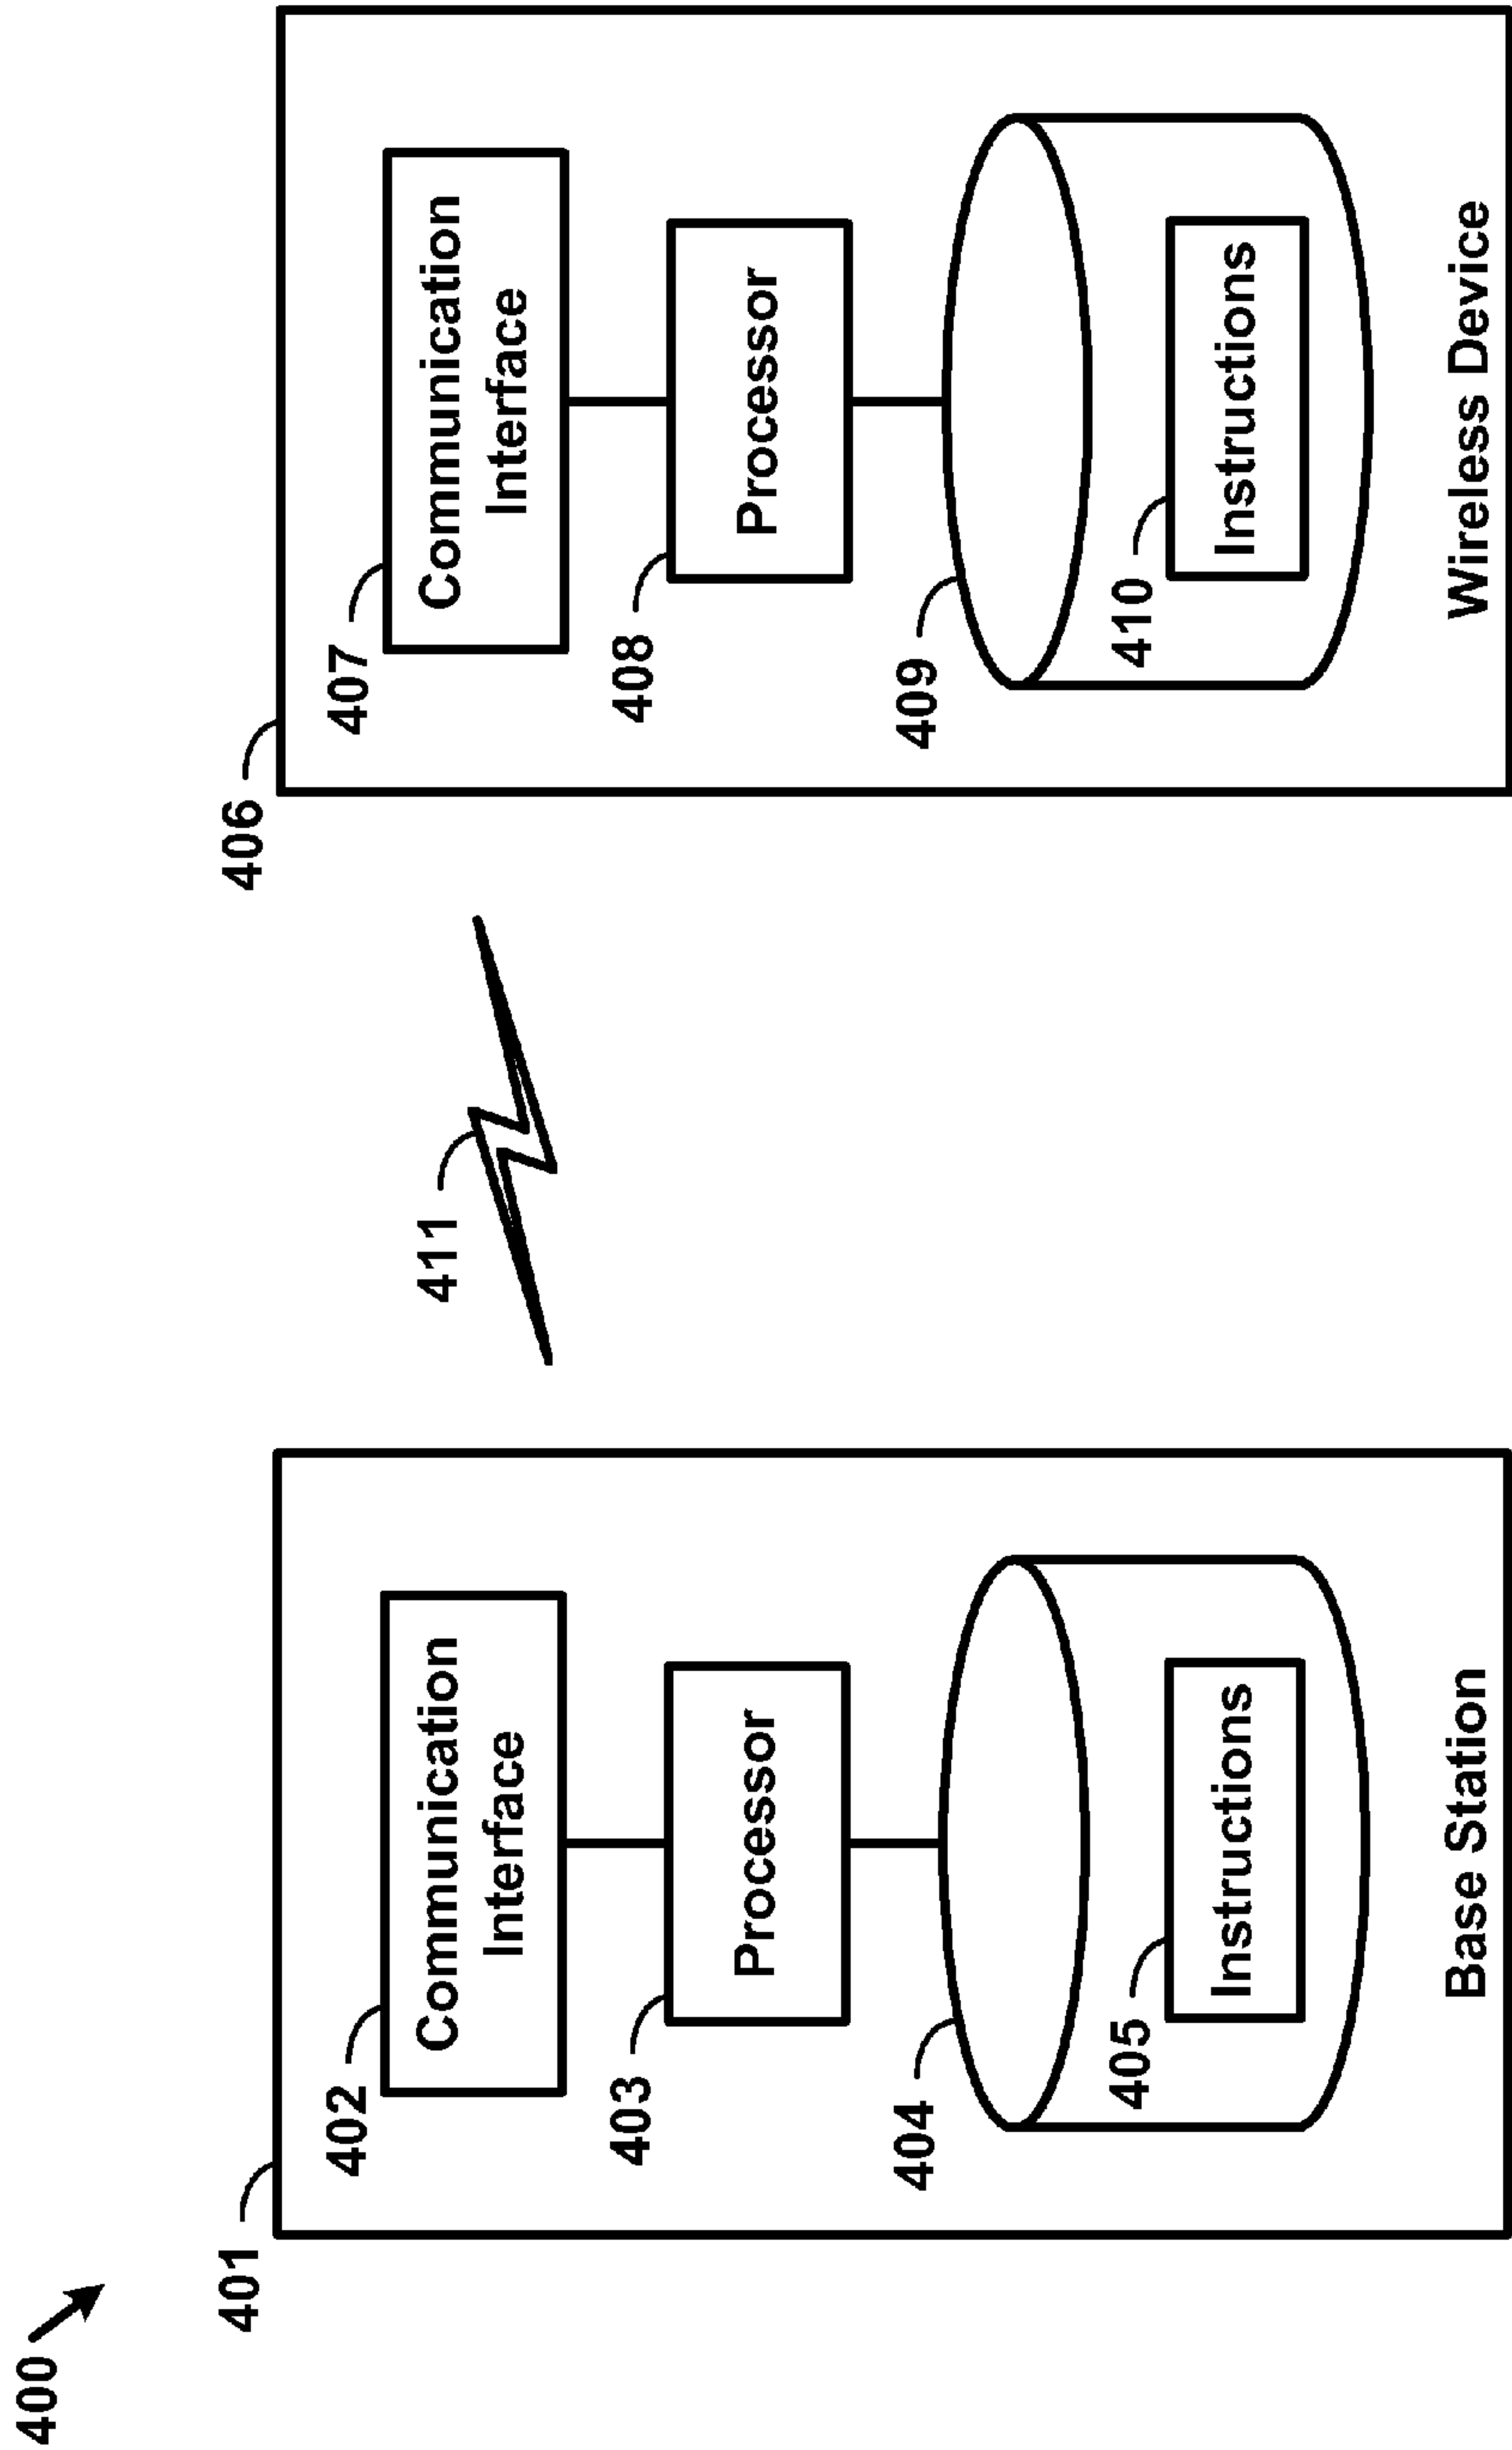 400
401
402
Communication
Interface
403
Processor
404
405
Instructions
Base Station
411
406
407
Communication
Interface
408
Processor
409
410
Instructions
Wireless Device